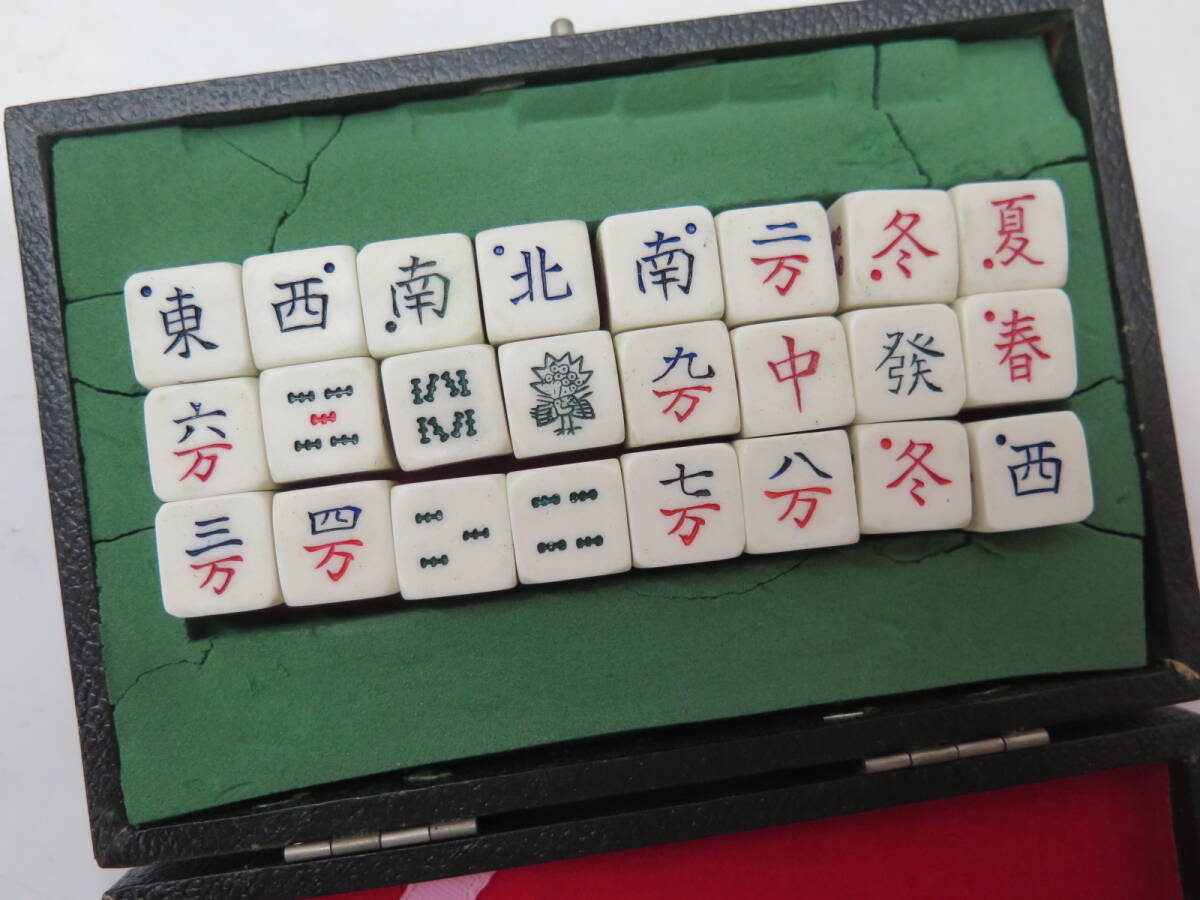 東 西 南 北 南 二万 冬 夏
六万 九万 中 發 春
三万 四万 七万 八万 冬 西